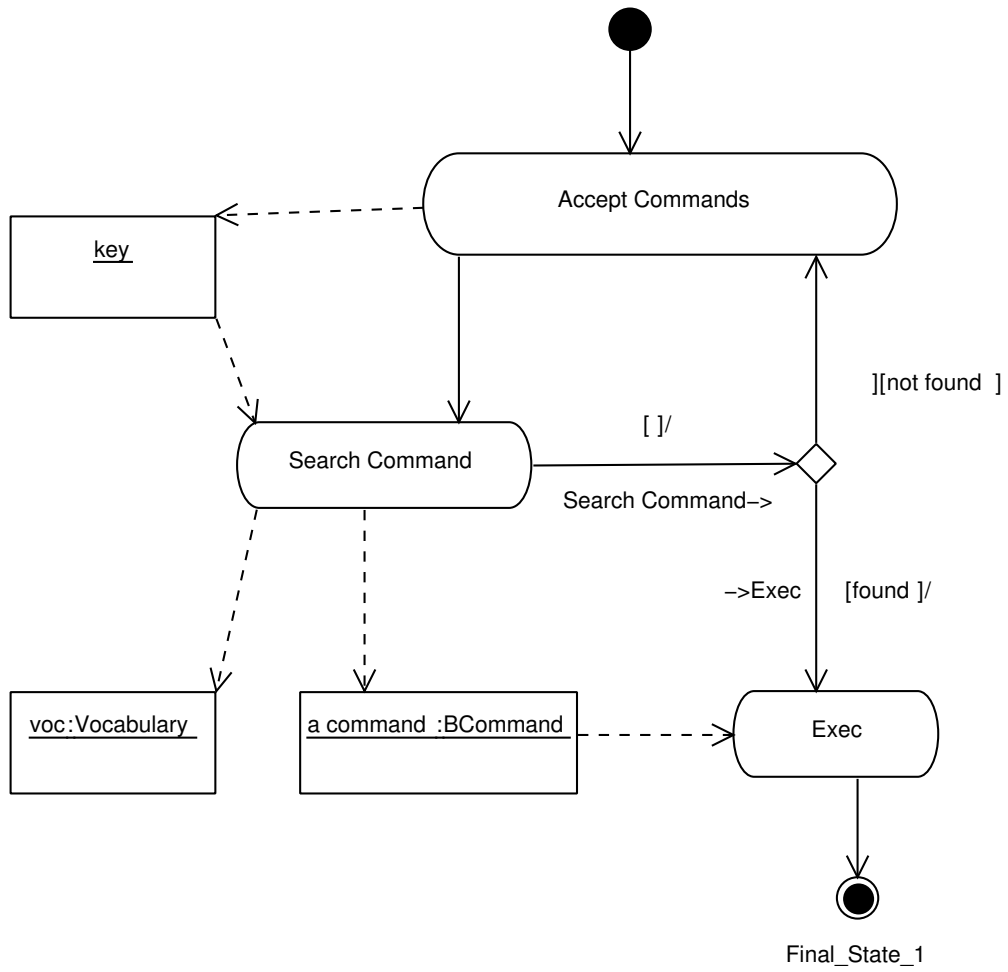 Accept Commands
key
][not found  ]
[ ]/
Search Command
Search Command–>
–>Exec
[found ]/
voc:Vocabulary
a command :BCommand
Exec
Final_State_1